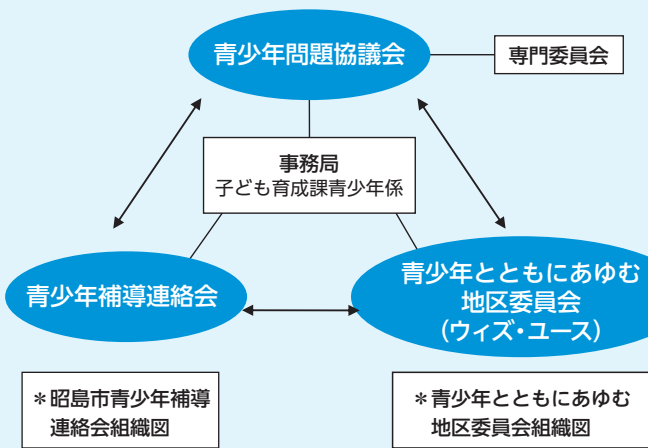 青少年問題協議会
専門委員会
事務局
子ども育成課青少年係
青少年補導連絡会
青少年とともにあゆむ
地区委員会
(ウィズ・ユース)
*昭島市青少年補導
連絡会組織図
*青少年とともにあゆむ
地区委員会組織図